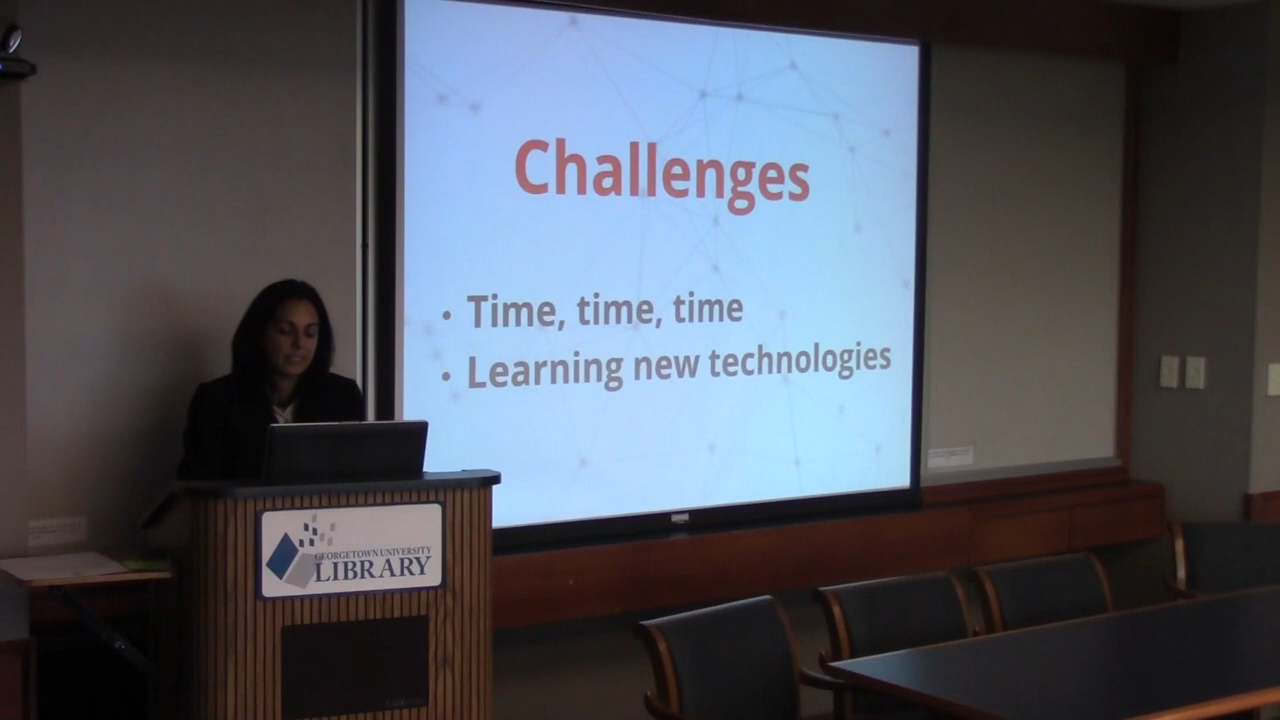 Challenges
• Time, time, time
• Learning new technologies
GEORGETOWN UNIVERSITY
LIBRARY